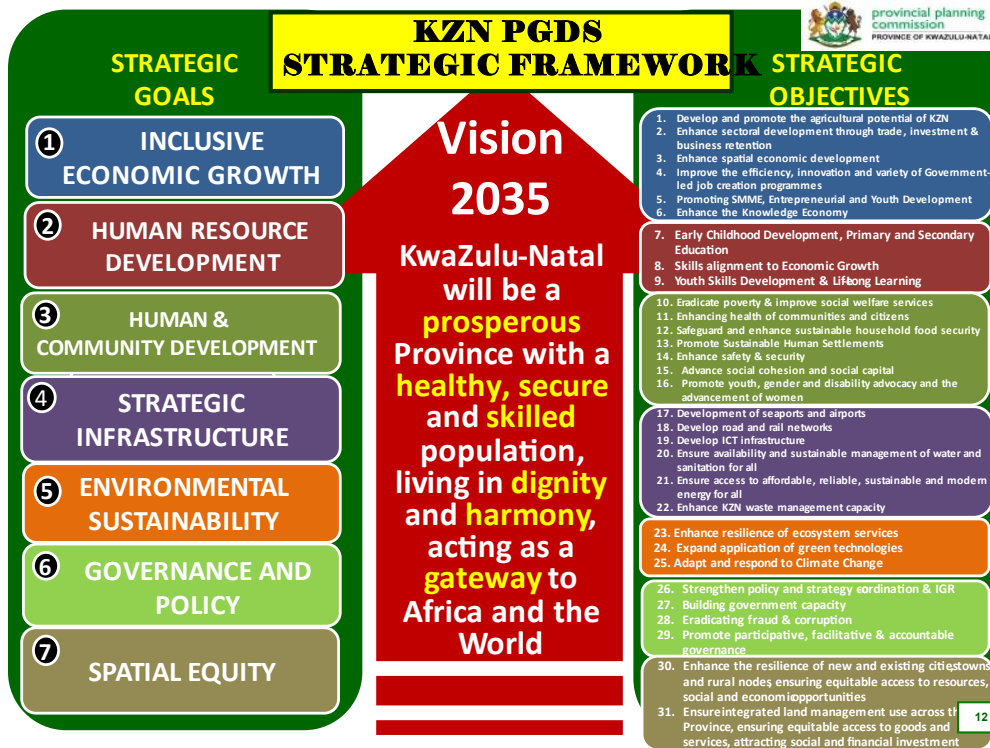 KZN PGDS
STRATEGIC FRAMEWORK
provincial planning
commission
PROVINCE OF KWAZULU-NATAL
STRATEGIC
GOALS
1
INCLUSIVE
ECONOMIC GROWTH
2
HUMAN RESOURCE
DEVELOPMENT
3
HUMAN &
COMMUNITY DEVELOPMENT
4
STRATEGIC
INFRASTRUCTURE
5
ENVIRONMENTAL
SUSTAINABILITY
6
GOVERNANCE AND
POLICY
7
SPATIAL EQUITY
Vision
2035
KwaZulu-Natal
will be a
prosperous
Province with a
healthy, secure
and skilled
population,
living in dignity
and harmony,
acting as a
gateway to
Africa and the
World
STRATEGIC
OBJECTIVES
1. Develop and promote the agricultural potential of KZN
2. Enhance sectoral development through trade, investment &
business retention
3. Enhance spatial economic development
4. Improve the efficiency, innovation and variety of Government-
led job creation programmes
5. Promoting SMME, Entrepreneurial and Youth Development
6. Enhance the Knowledge Economy
7. Early Childhood Development, Primary and Secondary
Education
8. Skills alignment to Economic Growth
9. Youth Skills Development & Lifelong Learning
10. Eradicate poverty & improve social welfare services
11. Enhancing health of communities and citizens
12. Safeguard and enhance sustainable household food security
13. Promote Sustainable Human Settlements
14. Enhance safety & security
15. Advance social cohesion and social capital
16. Promote youth, gender and disability advocacy and the
advancement of women
17. Development of seaports and airports
18. Develop road and rail networks
19. Develop ICT infrastructure
20. Ensure availability and sustainable management of water and
sanitation for all
21. Ensure access to affordable, reliable, sustainable and modern
energy for all
22. Enhance KZN waste management capacity
23. Enhance resilience of ecosystem services
24. Expand application of green technologies
25. Adapt and respond to Climate Change
26. Strengthen policy and strategy coordination & IGR
27. Building government capacity
28. Eradicating fraud & corruption
29. Promote participative, facilitative & accountable
governance
30. Enhance the resilience of new and existing cities, towns
and rural nodes, ensuring equitable access to resources,
social and economic opportunities
31. Ensure integrated land management use across th
Province, ensuring equitable access to goods and
services, attracting social and financial investment
12